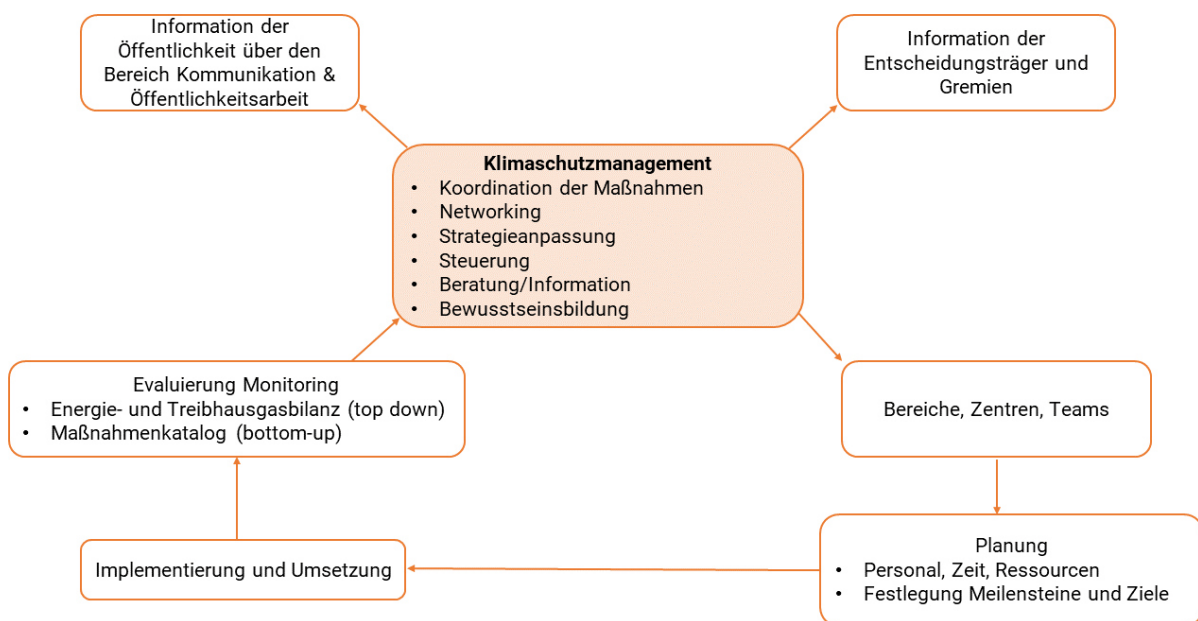 Information der
Öffentlichkeit über den
Bereich Kommunikation &
Öffentlichkeitsarbeit
Information der
Entscheidungsträger und
Gremien
Klimaschutzmanagement
• Koordination der Maßnahmen
• Networking
• Strategieanpassung
• Steuerung
• Beratung/Information
• Bewusstseinsbildung
Evaluierung Monitoring
• Energie- und Treibhausgasbilanz (top down)
• Maßnahmenkatalog (bottom-up)
Bereiche, Zentren, Teams
Implementierung und Umsetzung
Planung
• Personal, Zeit, Ressourcen
• Festlegung Meilensteine und Ziele